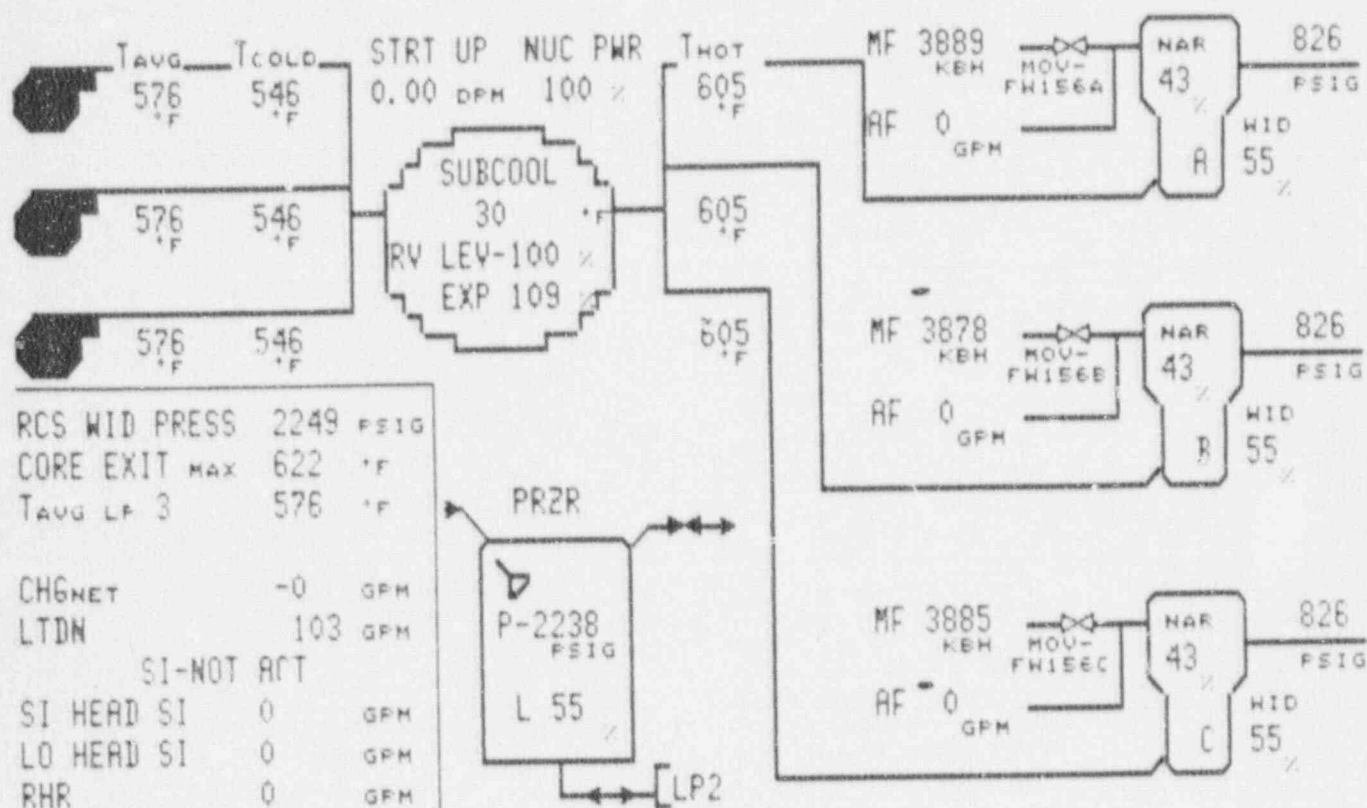 TAVG TCOLD STRT UP NUC PWR THOT
576 °F 546 °F 0.00 DPM 100 % 605 °F
576 °F 546 °F 605 °F
576 °F 546 °F 605 °F
SUBCOOL
30 °F
RV LEV-100 %
EXP 109 %
MF 3889 KBH
MOV-FW156A
AF 0 GPM
NAR
43 %
A
826 PSIG
WID
55 %
MF 3878 KBH
MOV-FW156B
AF 0 GPM
NAR
43 %
B
826 PSIG
WID
55 %
MF 3885 KBH
MOV-FW156C
AF 0 GPM
NAR
43 %
C
826 PSIG
WID
55 %
RCS WID PRESS 2249 PSIG
CORE EXIT MAX 622 °F
TAVG LP 3 576 °F
CHGNET -0 GPM
LTDN 103 GPM
SI-NOT ACT
SI HEAD SI 0 GPM
LO HEAD SI 0 GPM
RHR 0 GPM
PRZR
P-2238
PSIG
L 55 %
LP2